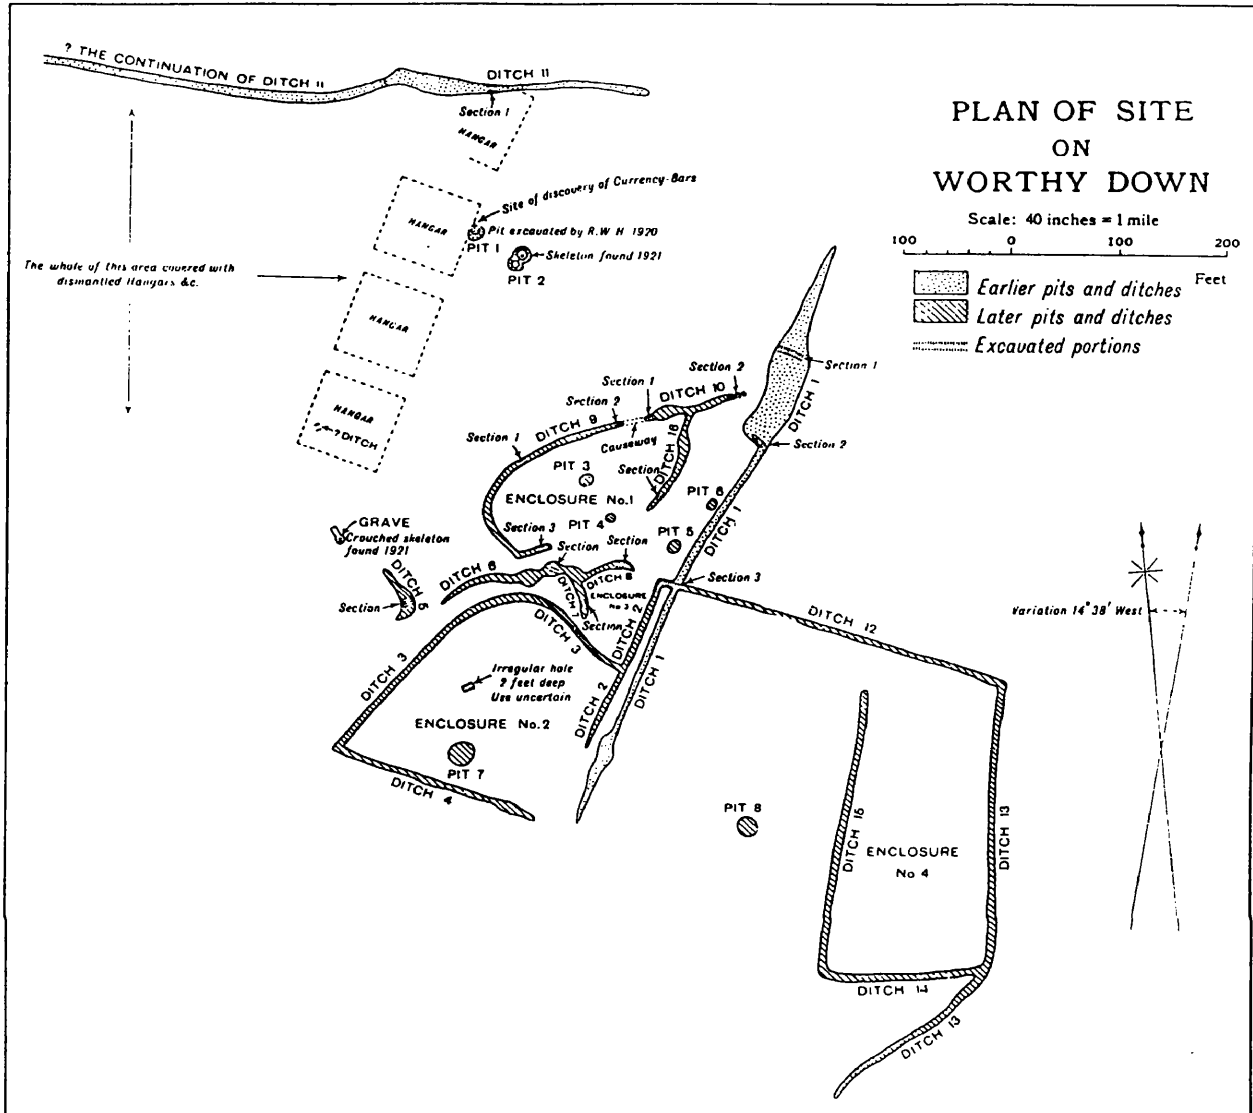 PLAN OF SITE
ON
WORTHY DOWN
Scale: 40 inches = 1 mile
100 0 100 200
Feet
Earlier pits and ditches
Later pits and ditches
Excavated portions
? THE CONTINUATION OF DITCH 11
DITCH 11
Section 1
HANGAR
Site of discovery of Currency-Bars
HANGAR
Pit excavated by R.W H 1920
PIT 1
Skeleton found 1921
PIT 2
The whole of this area covered with
dismantled Hangars &c.
HANGAR
HANGAR
? DITCH
Section 1
DITCH 1
Section 2
Section 2
Section 1
DITCH 10
Section 2
DITCH 9
Causeway
Section 1
DITCH 16
Section
PIT 3
ENCLOSURE No.1
PIT 4
PIT 6
PIT 5
DITCH 1
GRAVE
Crouched skeleton
found 1921
Section 3
Section
Section
DITCH 6
DITCH 8
DITCH 7
ENCLOSURE
No 3
Section
DITCH 5
Section
Section 3
DITCH 2
DITCH 12
Variation 14° 38' West
DITCH 3
DITCH 3
DITCH 1
DITCH 2
Irregular hole
? feet deep
Use uncertain
ENCLOSURE No.2
PIT 7
DITCH 4
PIT 8
DITCH 15
DITCH 13
ENCLOSURE
No 4
DITCH 14
DITCH 13